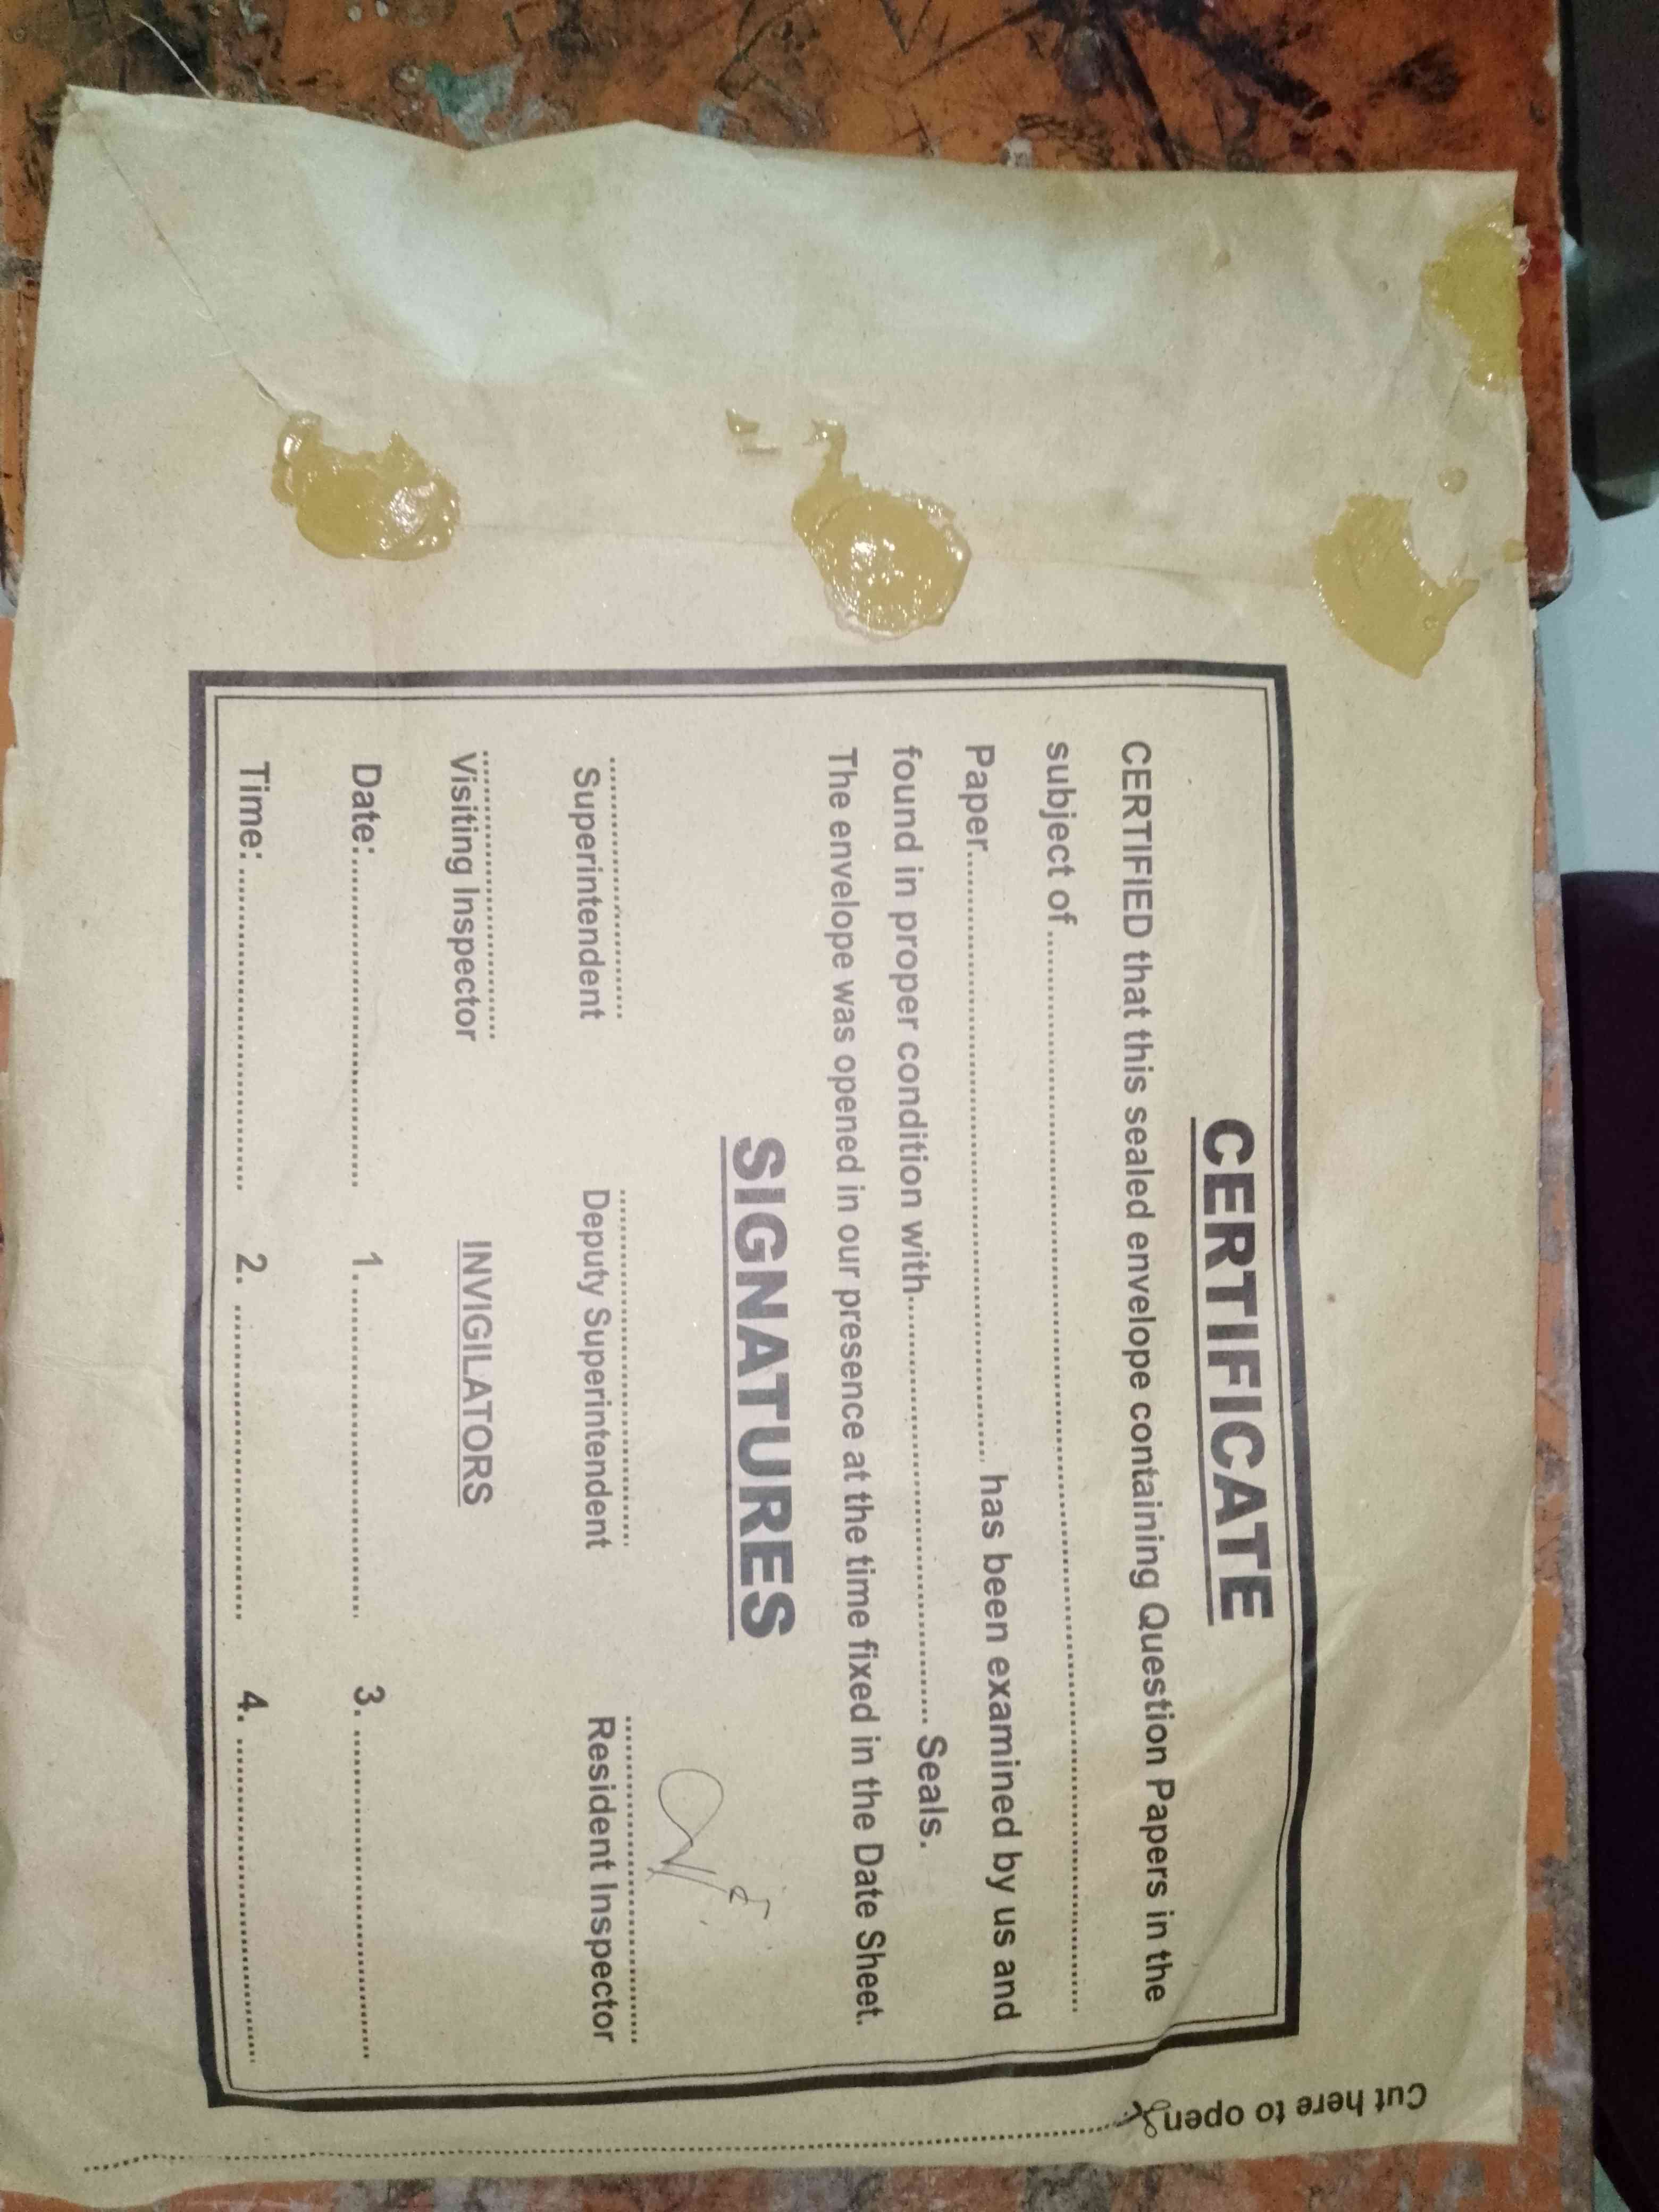 CERTIFICATE
CERTIFIED that this sealed envelope containing Question Papers in the
subject of................................................................
Paper........................................ has been examined by us and
found in proper condition with............................ Seals.
The envelope was opened in our presence at the time fixed in the Date Sheet.
SIGNATURES
Superintendent Deputy Superintendent Resident Inspector
Visiting Inspector INVIGILATORS
Date:........................ 1. ........................ 3. ........................
Time: ........................ 2. ........................ 4. ........................
Cut here to open